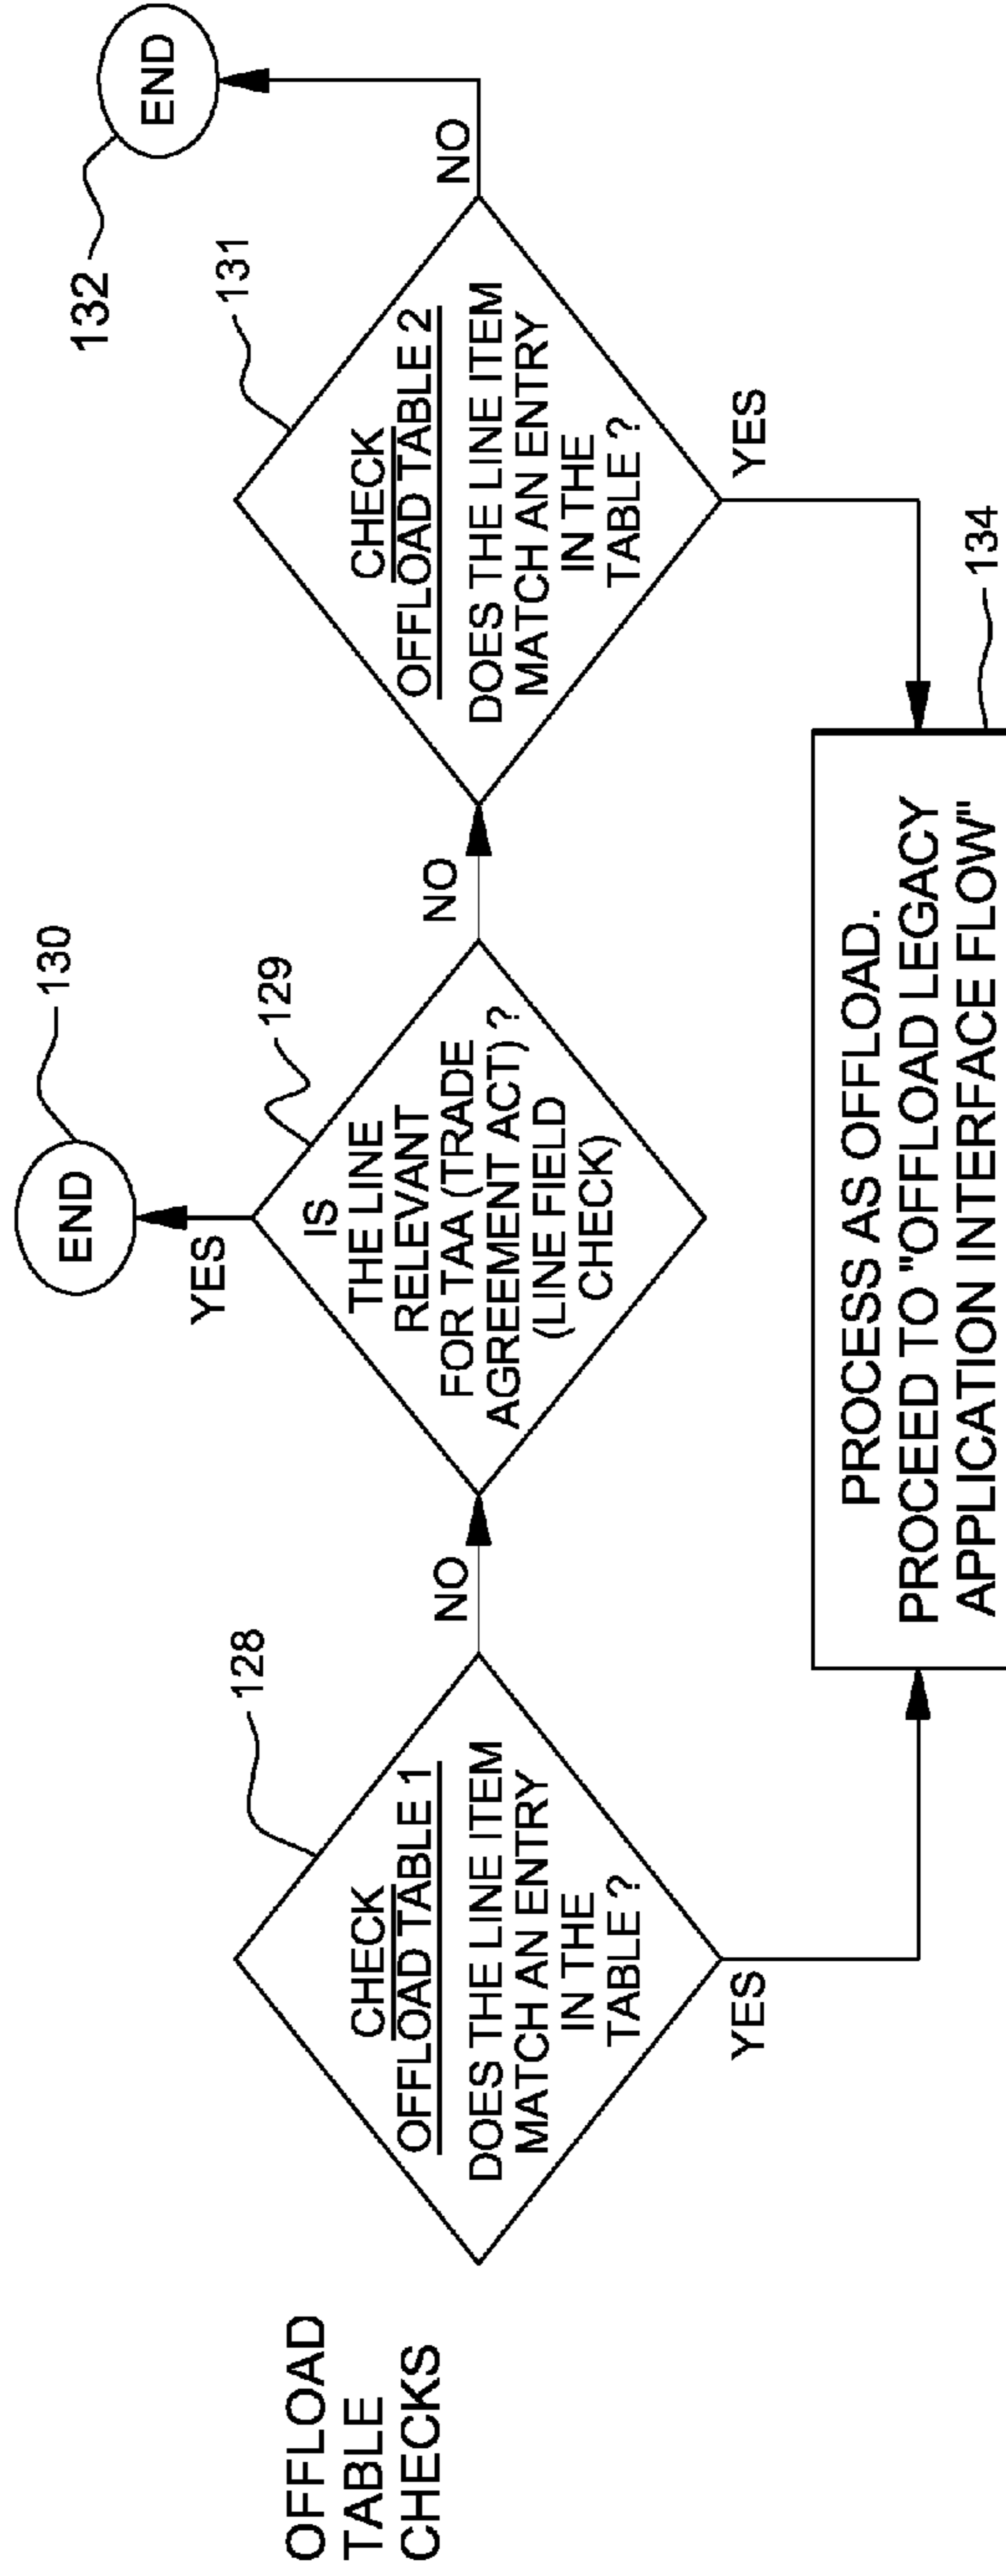 OFFLOAD
TABLE
CHECKS
128
CHECK
OFFLOAD TABLE 1
DOES THE LINE ITEM
MATCH AN ENTRY
IN THE
TABLE ?
YES
NO
130
END
YES
129
IS
THE LINE
RELEVANT
FOR TAA (TRADE
AGREEMENT ACT) ?
(LINE FIELD
CHECK)
NO
131
CHECK
OFFLOAD TABLE 2
DOES THE LINE ITEM
MATCH AN ENTRY
IN THE
TABLE ?
YES
NO
132
END
134
PROCESS AS OFFLOAD.
PROCEED TO "OFFLOAD LEGACY
APPLICATION INTERFACE FLOW"